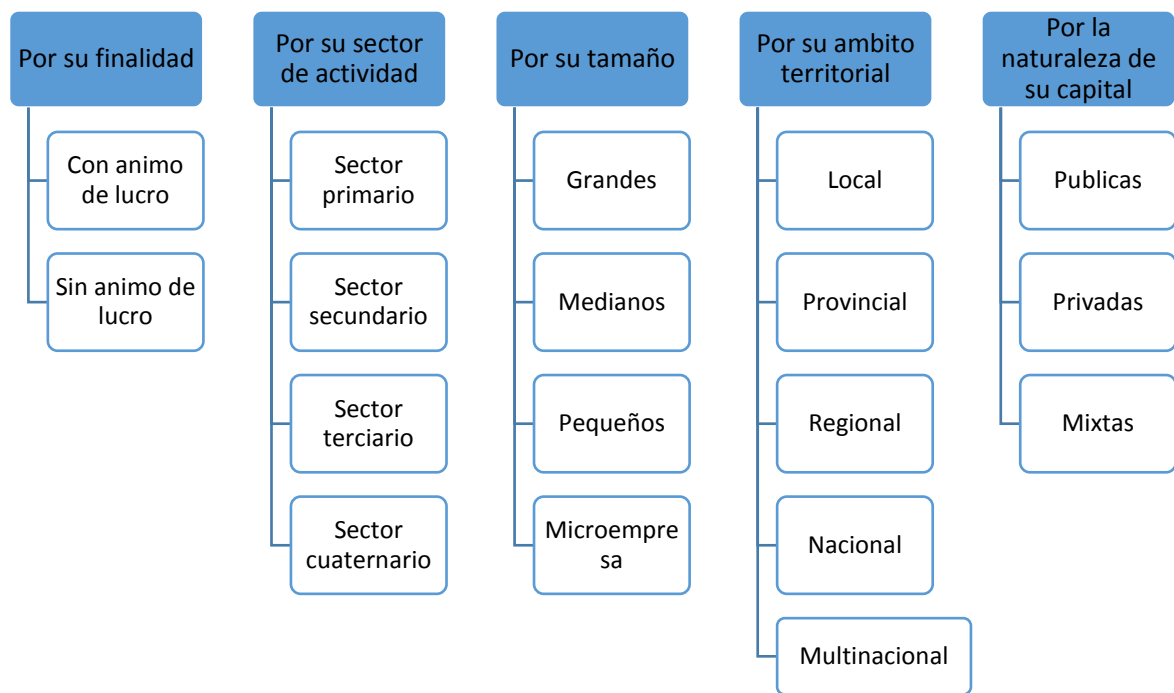 Por su finalidad
Con animo
de lucro
Sin animo de
lucro
Por su sector
de actividad
Sector
primario
Sector
secundario
Sector
terciario
Sector
cuaternario
Por su tamaño
Grandes
Medianos
Pequeños
Microempre
sa
Por su ambito
territorial
Local
Provincial
Regional
Nacional
Multinacional
Por la
naturaleza de
su capital
Publicas
Privadas
Mixtas